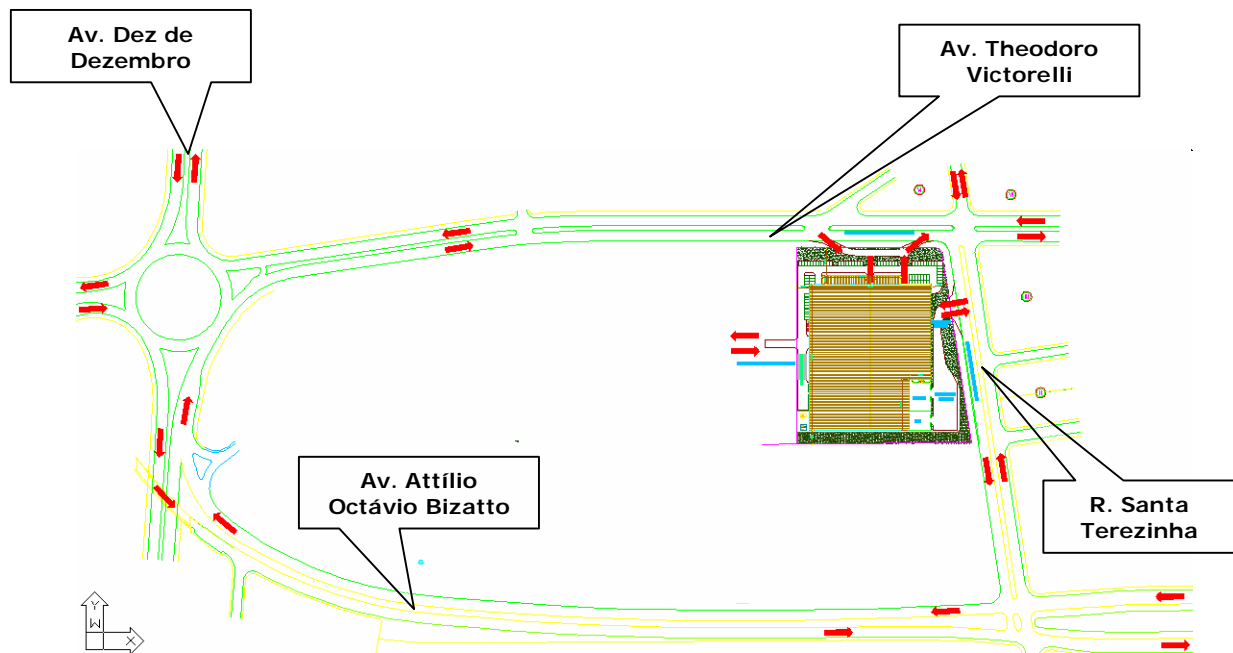 Av. Dez de
Dezembro
Av. Theodoro
Victorelli
Av. Attílio
Octávio Bizatto
R. Santa
Terezinha
Y
W
X